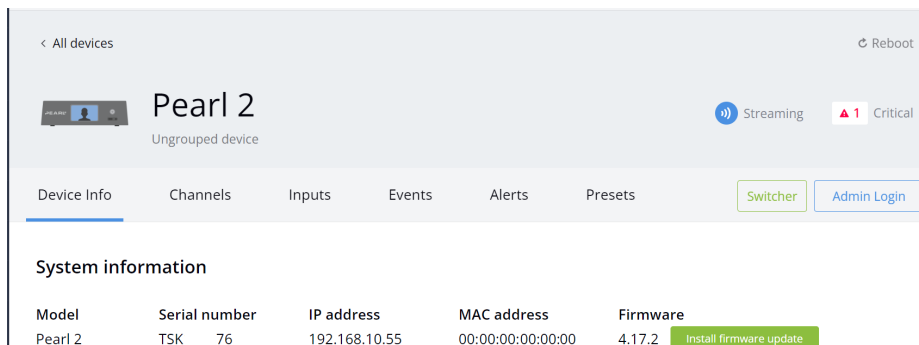 < All devices
Reboot
Pearl 2
Ungrouped device
Streaming
1 Critical
Device Info Channels Inputs Events Alerts Presets Switcher Admin Login
System information
Model Serial number IP address MAC address Firmware
Pearl 2 TSK 76 192.168.10.55 00:00:00:00:00:00 4.17.2 Install firmware update